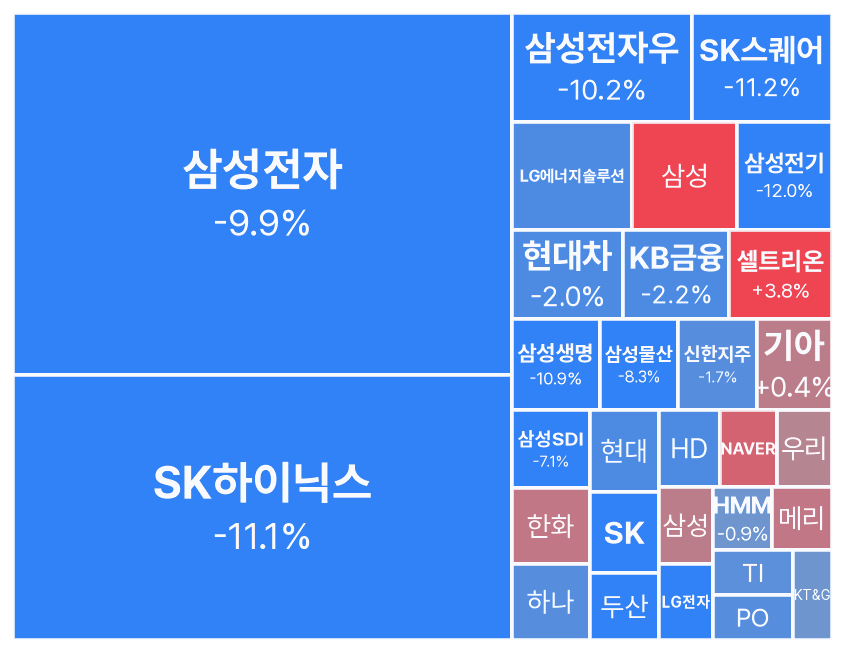 삼성전자
-9.9%
SK하이닉스
-11.1%
삼성전자우
-10.2%
SK스퀘어
-11.2%
LG에너지솔루션
삼성
삼성전기
-12.0%
현대차
-2.0%
KB금융
-2.2%
셀트리온
+3.8%
삼성생명
-10.9%
삼성물산
-8.3%
신한지주
-1.7%
기아
+0.4%
삼성SDI
-7.1%
현대
HD
NAVER
우리
한화
SK
삼성
HMM
-0.9%
메리
하나
두산
LG전자
TI
PO
KT&G